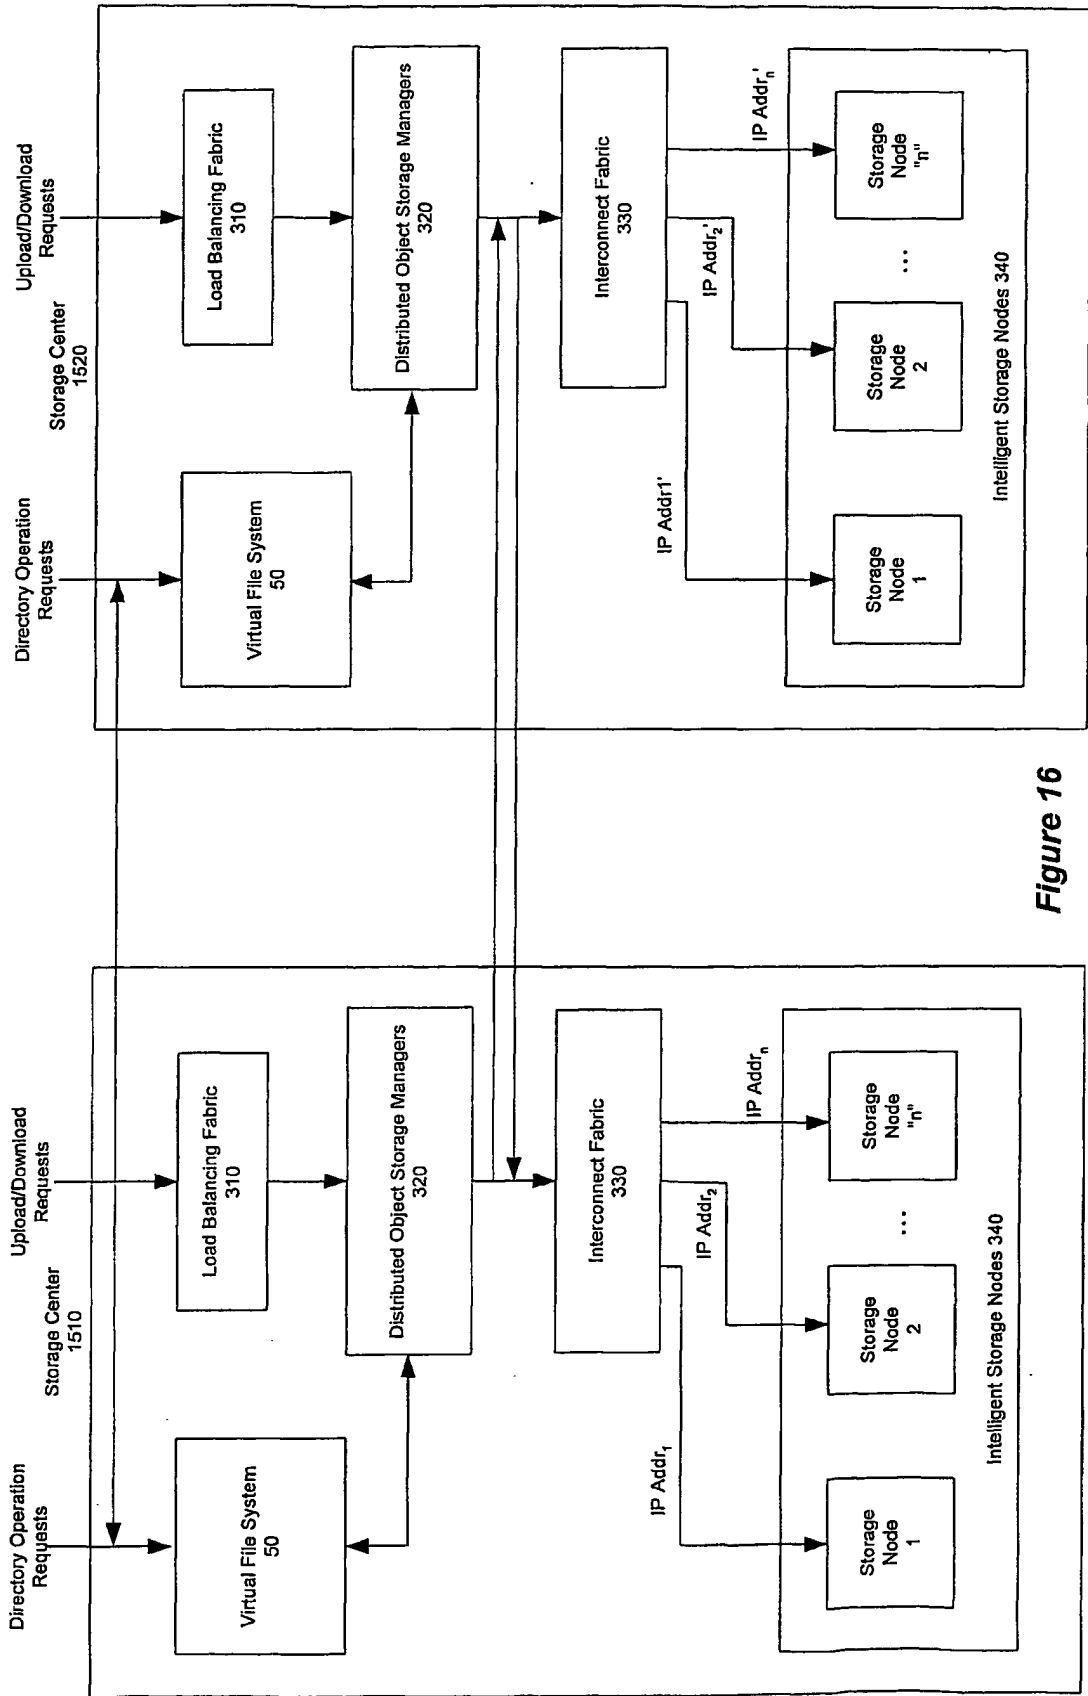 Directory Operation
Requests
Storage Center
1510
Upload/Download
Requests
Virtual File System
50
Load Balancing Fabric
310
Distributed Object Storage Managers
320
Interconnect Fabric
330
IP Addr1
IP Addr2
IP Addrn
Storage
Node
1
Storage
Node
2
...
Storage
Node
"n"
Intelligent Storage Nodes 340
Directory Operation
Requests
Storage Center
1520
Upload/Download
Requests
Virtual File System
50
Load Balancing Fabric
310
Distributed Object Storage Managers
320
Interconnect Fabric
330
IP Addr1'
IP Addr2'
IP Addrn'
Storage
Node
1
Storage
Node
2
...
Storage
Node
"n"
Intelligent Storage Nodes 340
Figure 16